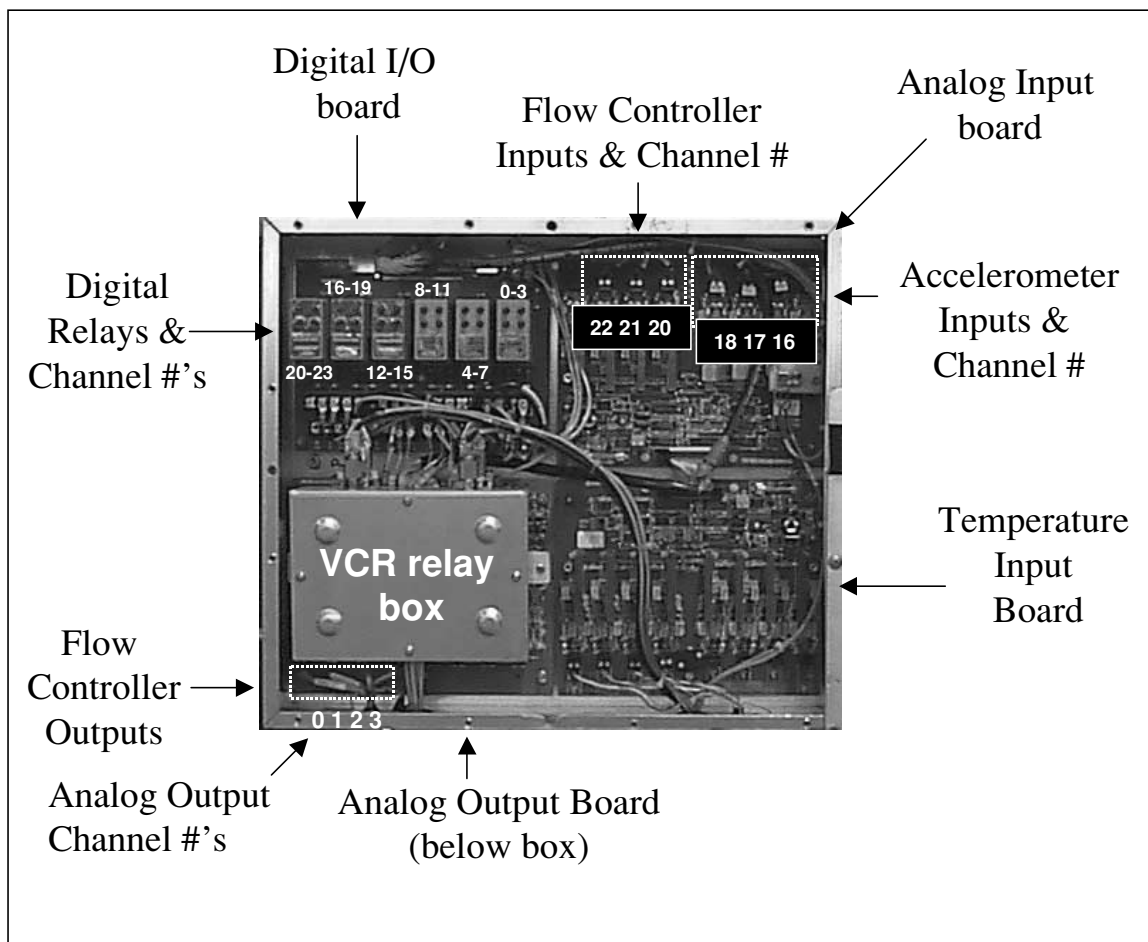 Digital I/O
board
Flow Controller
Inputs & Channel #
Analog Input
board
Digital
Relays &
Channel #'s
16-19
8-11
0-3
20-23
12-15
4-7
22 21 20
18 17 16
Accelerometer
Inputs &
Channel #
VCR relay
box
Temperature
Input
Board
Flow
Controller
Outputs
0 1 2 3
Analog Output
Channel #'s
Analog Output Board
(below box)